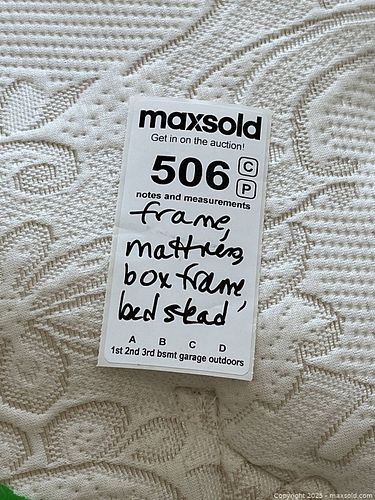 maxsold
Get in on the auction!
506 C
P
notes and measurements
frame,
mattress,
box frame,
bed stead
A B C D
1st 2nd 3rd bsmt garage outdoors
Copyright 2025 - maxsold.com